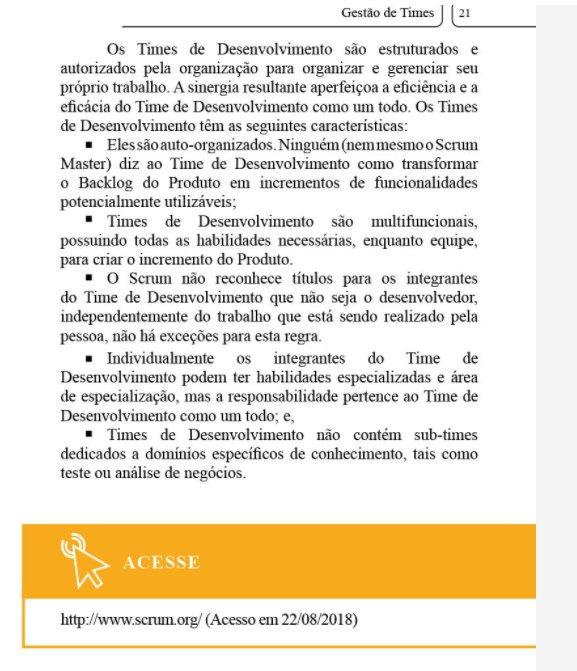 Gestão de Times 21
Os Times de Desenvolvimento são estruturados e
autorizados pela organização para organizar e gerenciar seu
próprio trabalho. A sinergia resultante aperfeiçoa a eficiência e a
eficácia do Time de Desenvolvimento como um todo. Os Times
de Desenvolvimento têm as seguintes características:
▪ Eles são auto-organizados. Ninguém (nem mesmo o Scrum
Master) diz ao Time de Desenvolvimento como transformar
o Backlog do Produto em incrementos de funcionalidades
potencialmente utilizáveis;
▪ Times de Desenvolvimento são multifuncionais,
possuindo todas as habilidades necessárias, enquanto equipe,
para criar o incremento do Produto.
▪ O Scrum não reconhece títulos para os integrantes
do Time de Desenvolvimento que não seja o desenvolvedor,
independentemente do trabalho que está sendo realizado pela
pessoa, não há exceções para esta regra.
▪ Individualmente os integrantes do Time de
Desenvolvimento podem ter habilidades especializadas e área
de especialização, mas a responsabilidade pertence ao Time de
Desenvolvimento como um todo; e,
▪ Times de Desenvolvimento não contém sub-times
dedicados a domínios específicos de conhecimento, tais como
teste ou análise de negócios.
ACESSE
http://www.scrum.org/ (Acesso em 22/08/2018)